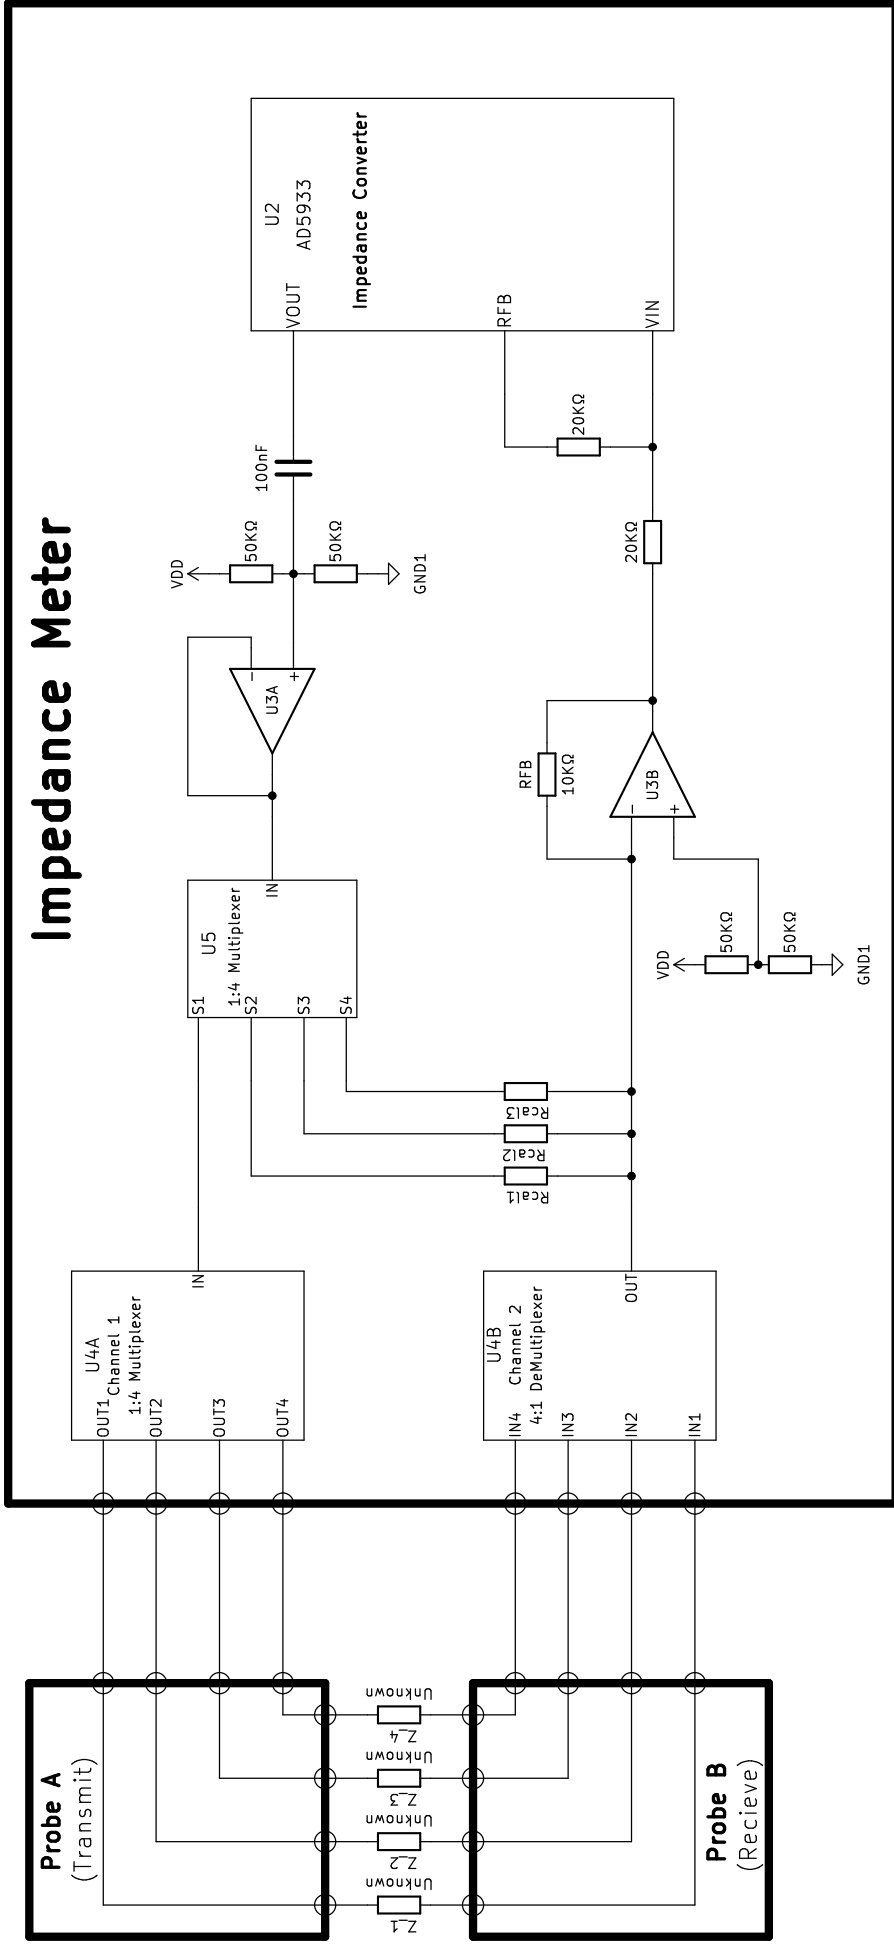 Impedance Meter
U2
AD5933
Impedance Converter
VOUT
RFB
VIN
100nF
20KΩ
20KΩ
VDD
50KΩ
50KΩ
GND1
-
+
U3A
RFB
10KΩ
-
+
U3B
VDD
50KΩ
50KΩ
GND1
IN
U5
1:4 Multiplexer
S1
S2
S3
S4
Rcal3
Rcal2
Rcal1
IN
U4A
Channel 1
1:4 Multiplexer
OUT1
OUT2
OUT3
OUT4
OUT
U4B
Channel 2
4:1 DeMultiplexer
IN4
IN3
IN2
IN1
Probe A
(Transmit)
Unknown
Z_4
Unknown
Z_3
Unknown
Z_2
Unknown
Z_1
Probe B
(Recieve)